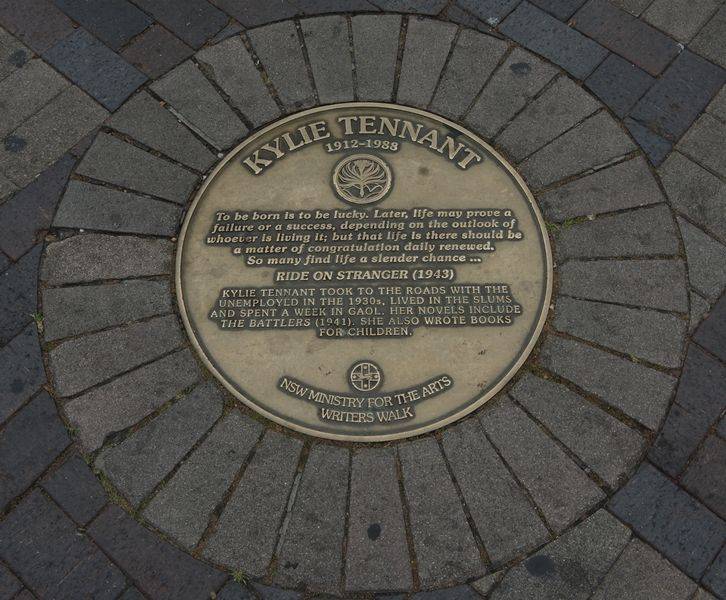 KYLIE TENNANT
1912-1988
To be born is to be lucky. Later, life may prove a
failure or a success, depending on the outlook of
whoever is living it; but that life is there should be
a matter of congratulation daily renewed.
So many find life a slender chance ...
RIDE ON STRANGER (1943)
KYLIE TENNANT TOOK TO THE ROADS WITH THE
UNEMPLOYED IN THE 1930s, LIVED IN THE SLUMS
AND SPENT A WEEK IN GAOL. HER NOVELS INCLUDE
THE BATTLERS (1941). SHE ALSO WROTE BOOKS
FOR CHILDREN.
NSW MINISTRY FOR THE ARTS
WRITERS WALK